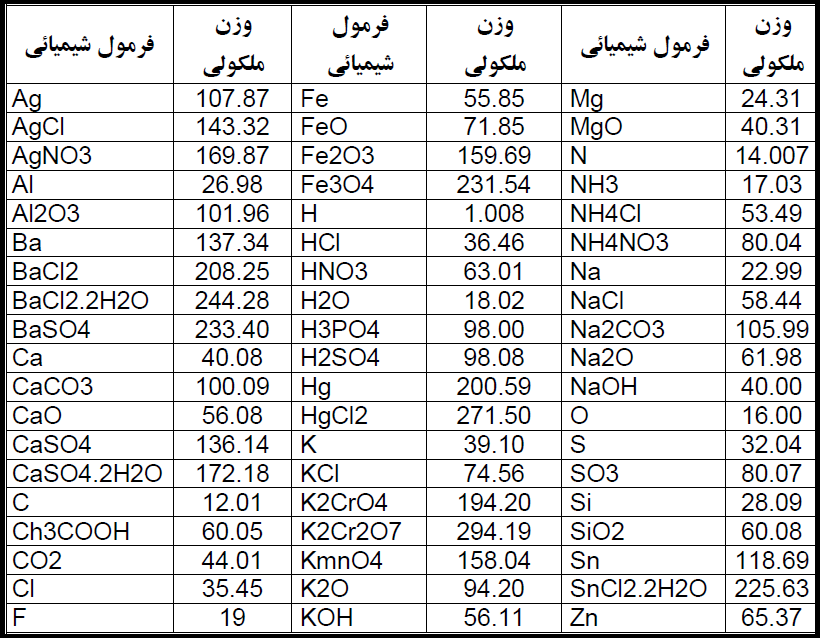 فرمول شیمیائی وزن ملکولی فرمول شیمیائی وزن ملکولی فرمول شیمیائی وزن ملکولی
Ag 107.87 Fe 55.85 Mg 24.31
AgCl 143.32 FeO 71.85 MgO 40.31
AgNO3 169.87 Fe2O3 159.69 N 14.007
Al 26.98 Fe3O4 231.54 NH3 17.03
Al2O3 101.96 H 1.008 NH4Cl 53.49
Ba 137.34 HCl 36.46 NH4NO3 80.04
BaCl2 208.25 HNO3 63.01 Na 22.99
BaCl2.2H2O 244.28 H2O 18.02 NaCl 58.44
BaSO4 233.40 H3PO4 98.00 Na2CO3 105.99
Ca 40.08 H2SO4 98.08 Na2O 61.98
CaCO3 100.09 Hg 200.59 NaOH 40.00
CaO 56.08 HgCl2 271.50 O 16.00
CaSO4 136.14 K 39.10 S 32.04
CaSO4.2H2O 172.18 KCl 74.56 SO3 80.07
C 12.01 K2CrO4 194.20 Si 28.09
Ch3COOH 60.05 K2Cr2O7 294.19 SiO2 60.08
CO2 44.01 KmnO4 158.04 Sn 118.69
Cl 35.45 K2O 94.20 SnCl2.2H2O 225.63
F 19 KOH 56.11 Zn 65.37